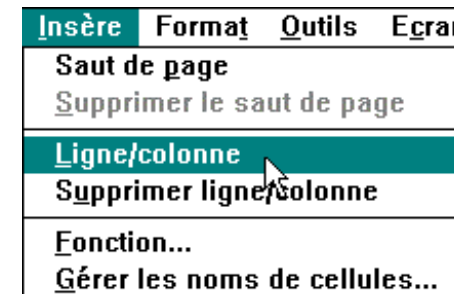 Insère Format Outils Ecra
Saut de page
Supprimer le saut de page
Ligne/colonne
Supprimer ligne/colonne
Fonction...
Gérer les noms de cellules...